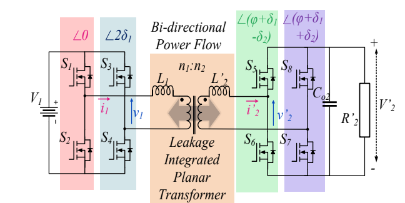 ∠0
∠2δ₁
Bi-directional
Power Flow
∠(φ+δ₁
-δ₂)
∠(φ+δ₁
+δ₂)
n₁:n₂
S₁
S₃
L₁
L'₂
S₅
S₈
+
V₁
i₁
v₁
i'₂
v'₂
Cₒ₂
R'₂
V'₂
S₂
S₄
S₆
S₇
-
Leakage
Integrated
Planar
Transformer